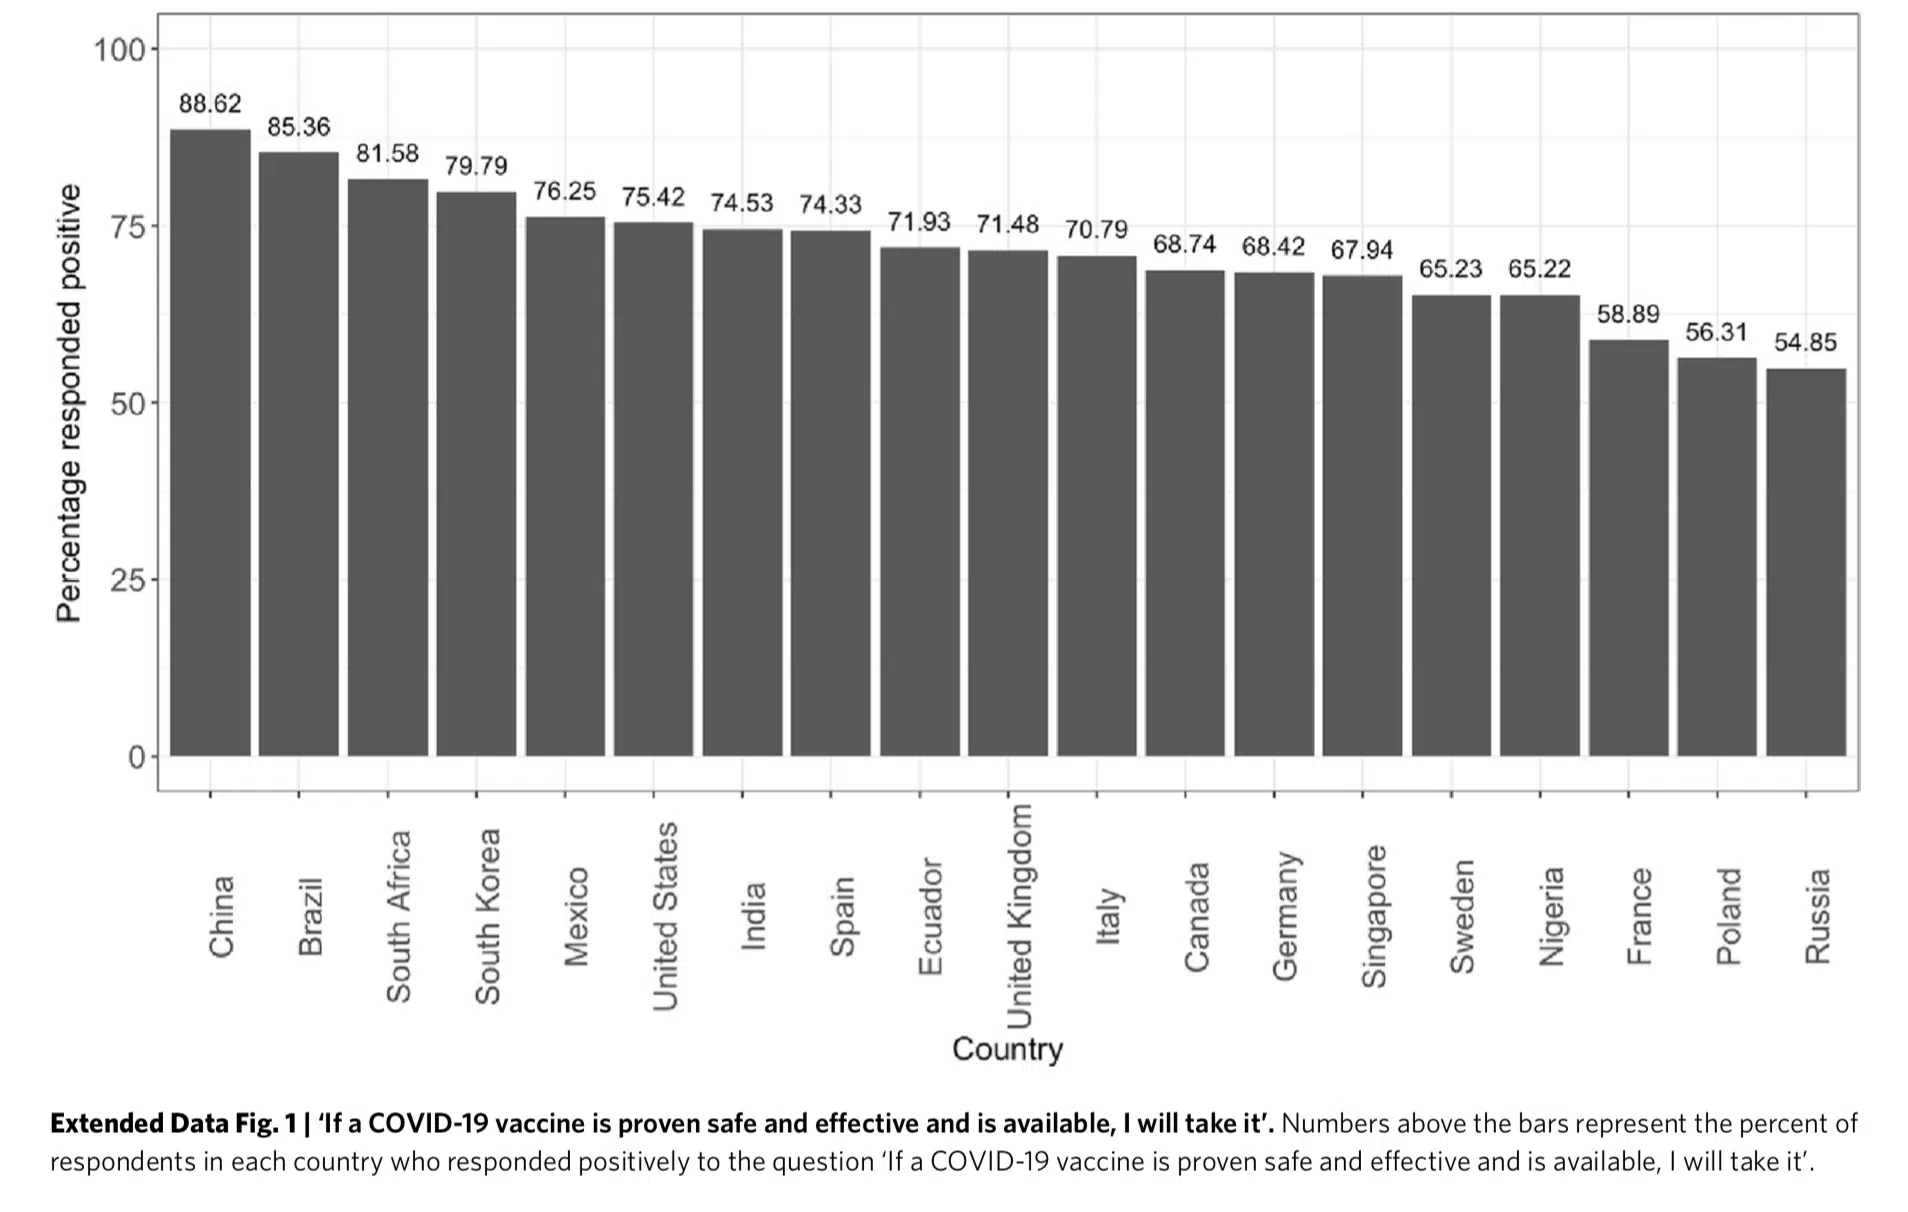 100
75
50
25
0
Percentage responded positive
88.62
85.36
81.58
79.79
76.25
75.42
74.53
74.33
71.93
71.48
70.79
68.74
68.42
67.94
65.23
65.22
58.89
56.31
54.85
China
Brazil
South Africa
South Korea
Mexico
United States
India
Spain
Ecuador
United Kingdom
Italy
Canada
Germany
Singapore
Sweden
Nigeria
France
Poland
Russia
Country
Extended Data Fig. 1 | ‘If a COVID-19 vaccine is proven safe and effective and is available, I will take it’. Numbers above the bars represent the percent of
respondents in each country who responded positively to the question ‘If a COVID-19 vaccine is proven safe and effective and is available, I will take it’.